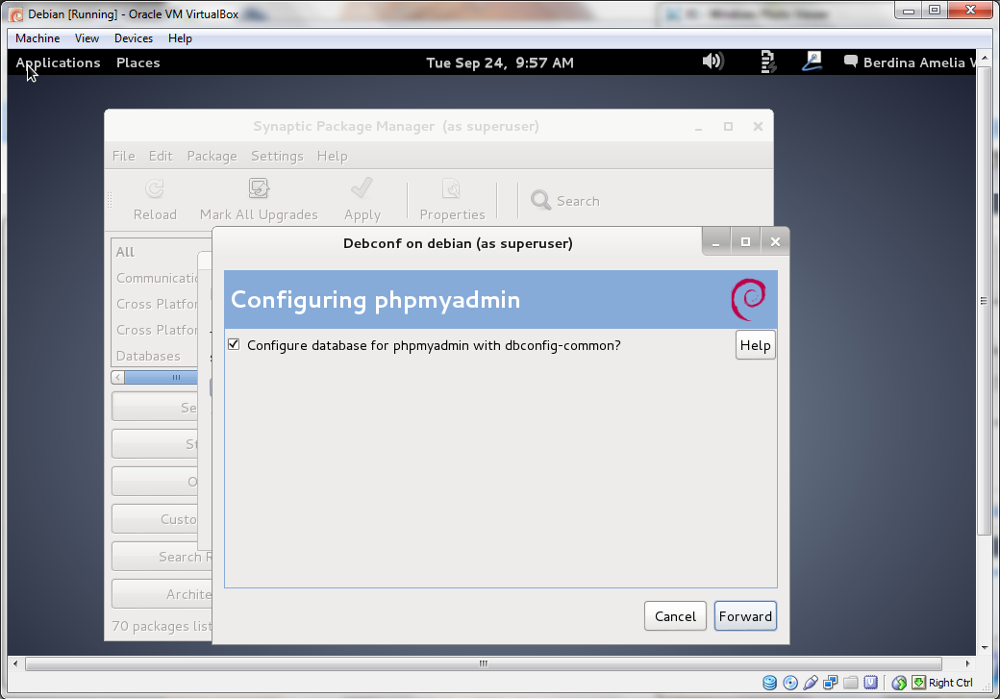 Debian [Running] - Oracle VM VirtualBox
Machine View Devices Help
Applications Places Tue Sep 24, 9:57 AM Berdina Amelia
Synaptic Package Manager (as superuser)
File Edit Package Settings Help
Reload Mark All Upgrades Apply Properties Search
Debconf on debian (as superuser)
All
Communicatio
Cross Platfor
Cross Platfor
Databases
Se
St
O
Custo
Search R
Archite
70 packages list
Configuring phpmyadmin
Configure database for phpmyadmin with dbconfig-common?
Help
Cancel Forward
Right Ctrl